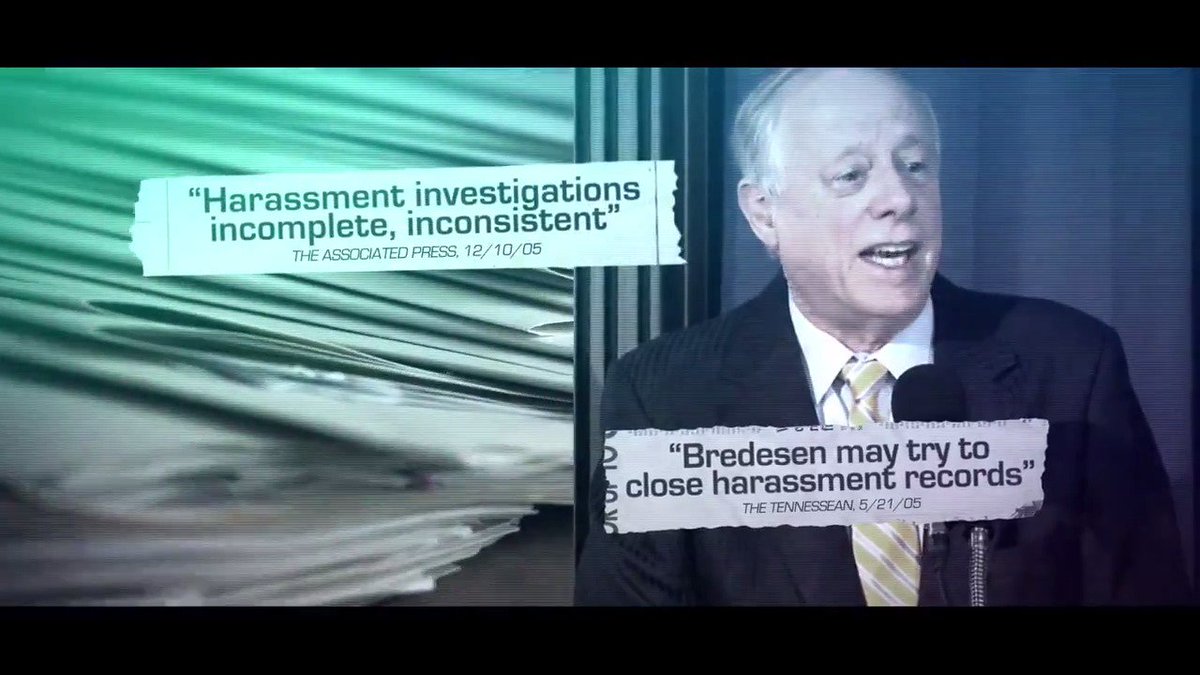 “Harassment investigations
incomplete, inconsistent”
THE ASSOCIATED PRESS, 12/10/05
“Bredesen may try to
close harassment records”
THE TENNESSEAN, 5/21/05